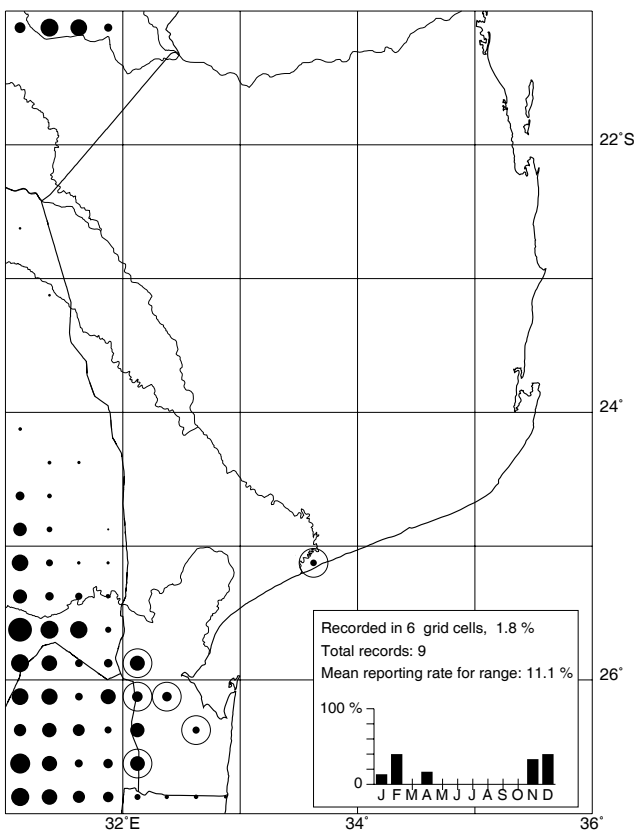 22˚S
24˚
26˚
Recorded in 6 grid cells, 1.8 %
Total records: 9
Mean reporting rate for range: 11.1 %
100 %
0
J F M A M J J A S O N D
32˚E
34˚
36˚